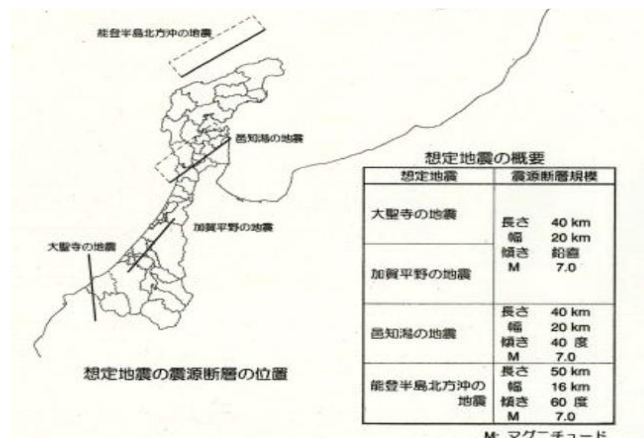 能登半島北方沖の地震
邑知潟の地震
加賀平野の地震
大聖寺の地震
想定地震の震源断層の位置
想定地震の概要
想定地震 震源断層規模
大聖寺の地震
加賀平野の地震
長さ 40 km
幅 20 km
傾き 鉛直
M 7.0
邑知潟の地震
長さ 40 km
幅 20 km
傾き 40 度
M 7.0
能登半島北方沖の
地震
長さ 50 km
幅 16 km
傾き 60 度
M 7.0
M: マグニチュード